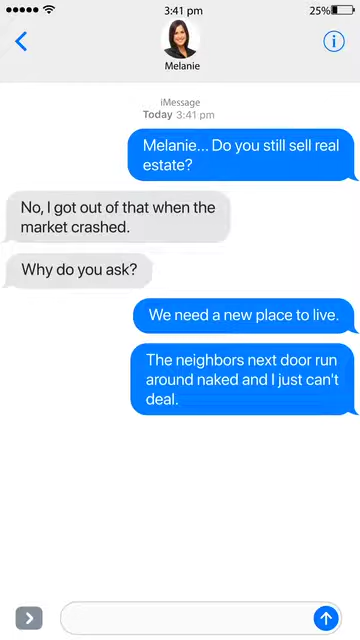 3:41 pm
25%
Melanie
iMessage
Today 3:41 pm
Melanie... Do you still sell real
estate?
No, I got out of that when the
market crashed.
Why do you ask?
We need a new place to live.
The neighbors next door run
around naked and I just can't
deal.